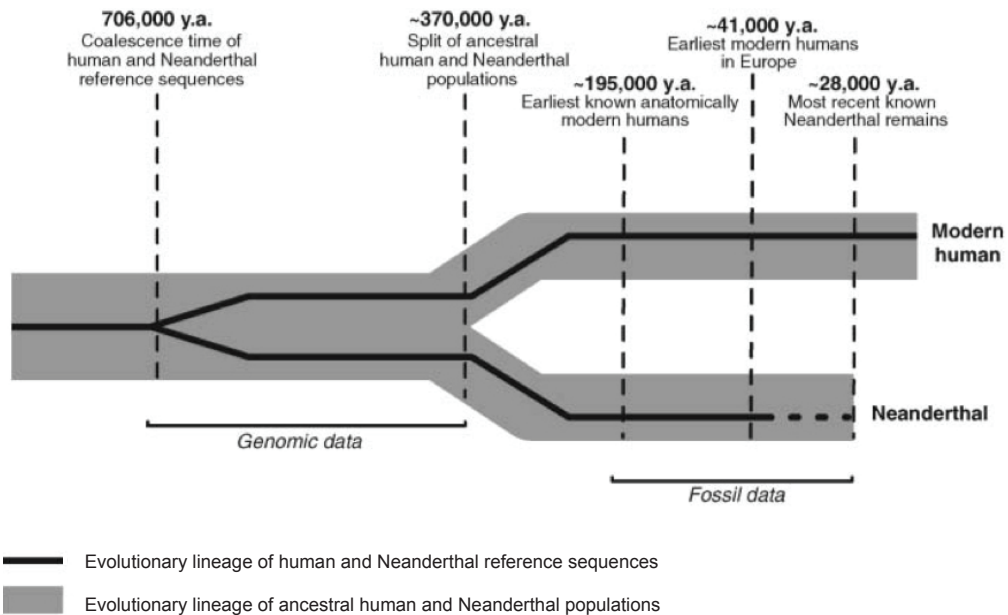 706,000 y.a.
Coalescence time of
human and Neanderthal
reference sequences
~370,000 y.a.
Split of ancestral
human and Neanderthal
populations
~195,000 y.a.
Earliest known anatomically
modern humans
~41,000 y.a.
Earliest modern humans
in Europe
~28,000 y.a.
Most recent known
Neanderthal remains
Modern
human
Neanderthal
Genomic data
Fossil data
Evolutionary lineage of human and Neanderthal reference sequences
Evolutionary lineage of ancestral human and Neanderthal populations